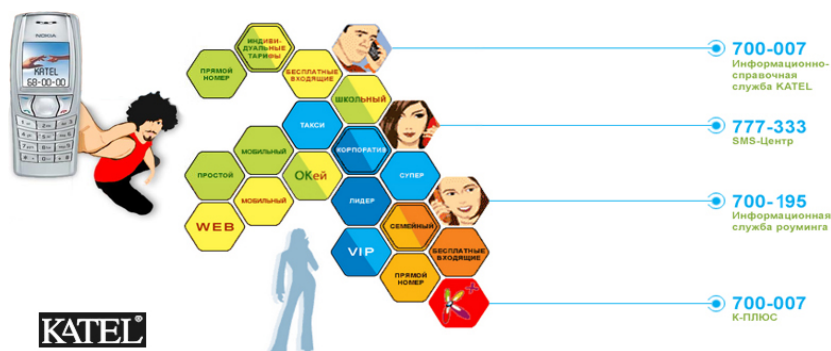 NOKIA
KATEL
68-00-00
ИНДИВИ-
ДУАЛЬНЫЕ
ТАРИФЫ
ПРЯМОЙ
НОМЕР
БЕСПЛАТНЫЕ
ВХОДЯЩИЕ
ШКОЛЬНЫЙ
ТАКСИ
МОБИЛЬНЫЙ
КОРПОРАТИВ
ПРОСТОЙ
ОКей
СУПЕР
МОБИЛЬНЫЙ
ЛИДЕР
WEB
СЕМЕЙНЫЙ
VIP
БЕСПЛАТНЫЕ
ВХОДЯЩИЕ
ПРЯМОЙ
НОМЕР
700-007
Информационно-
справочная
служба KATEL
777-333
SMS-Центр
700-195
Информационная
служба роуминга
700-007
К-ПЛЮС
KATEL®